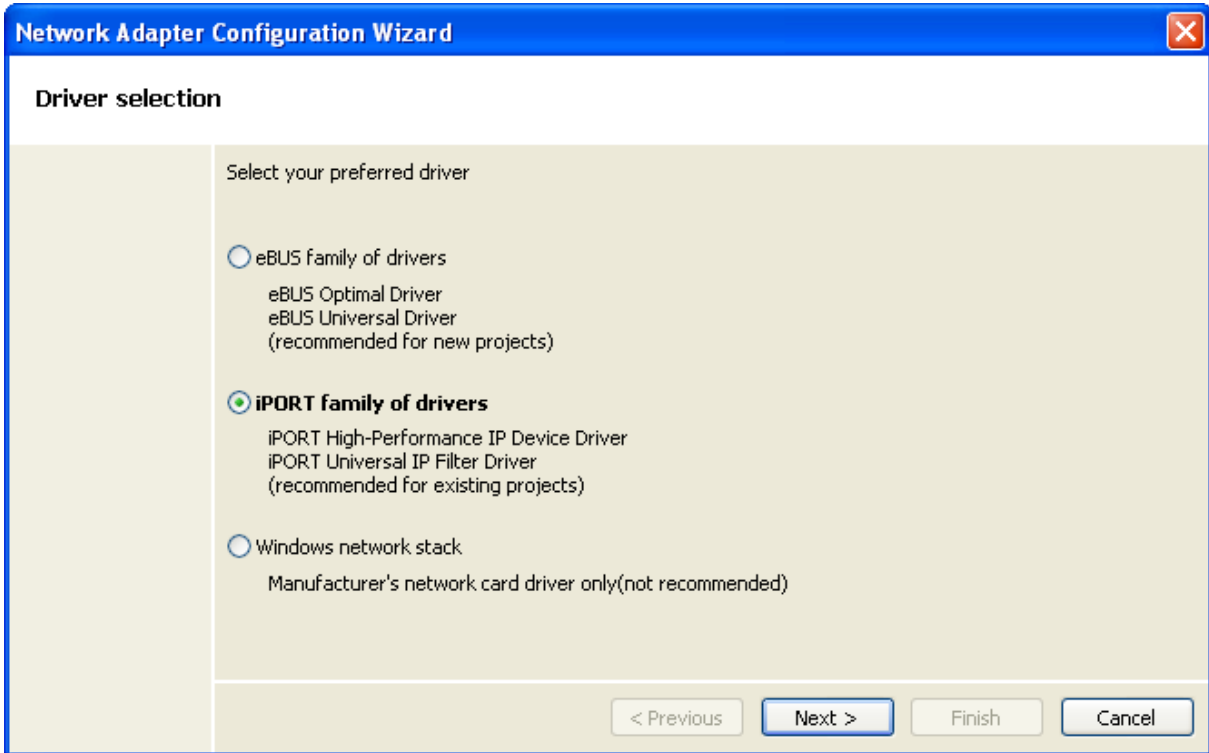 Network Adapter Configuration Wizard
Driver selection
Select your preferred driver
eBUS family of drivers
eBUS Optimal Driver
eBUS Universal Driver
(recommended for new projects)
iPORT family of drivers
iPORT High-Performance IP Device Driver
iPORT Universal IP Filter Driver
(recommended for existing projects)
Windows network stack
Manufacturer's network card driver only(not recommended)
< Previous Next > Finish Cancel